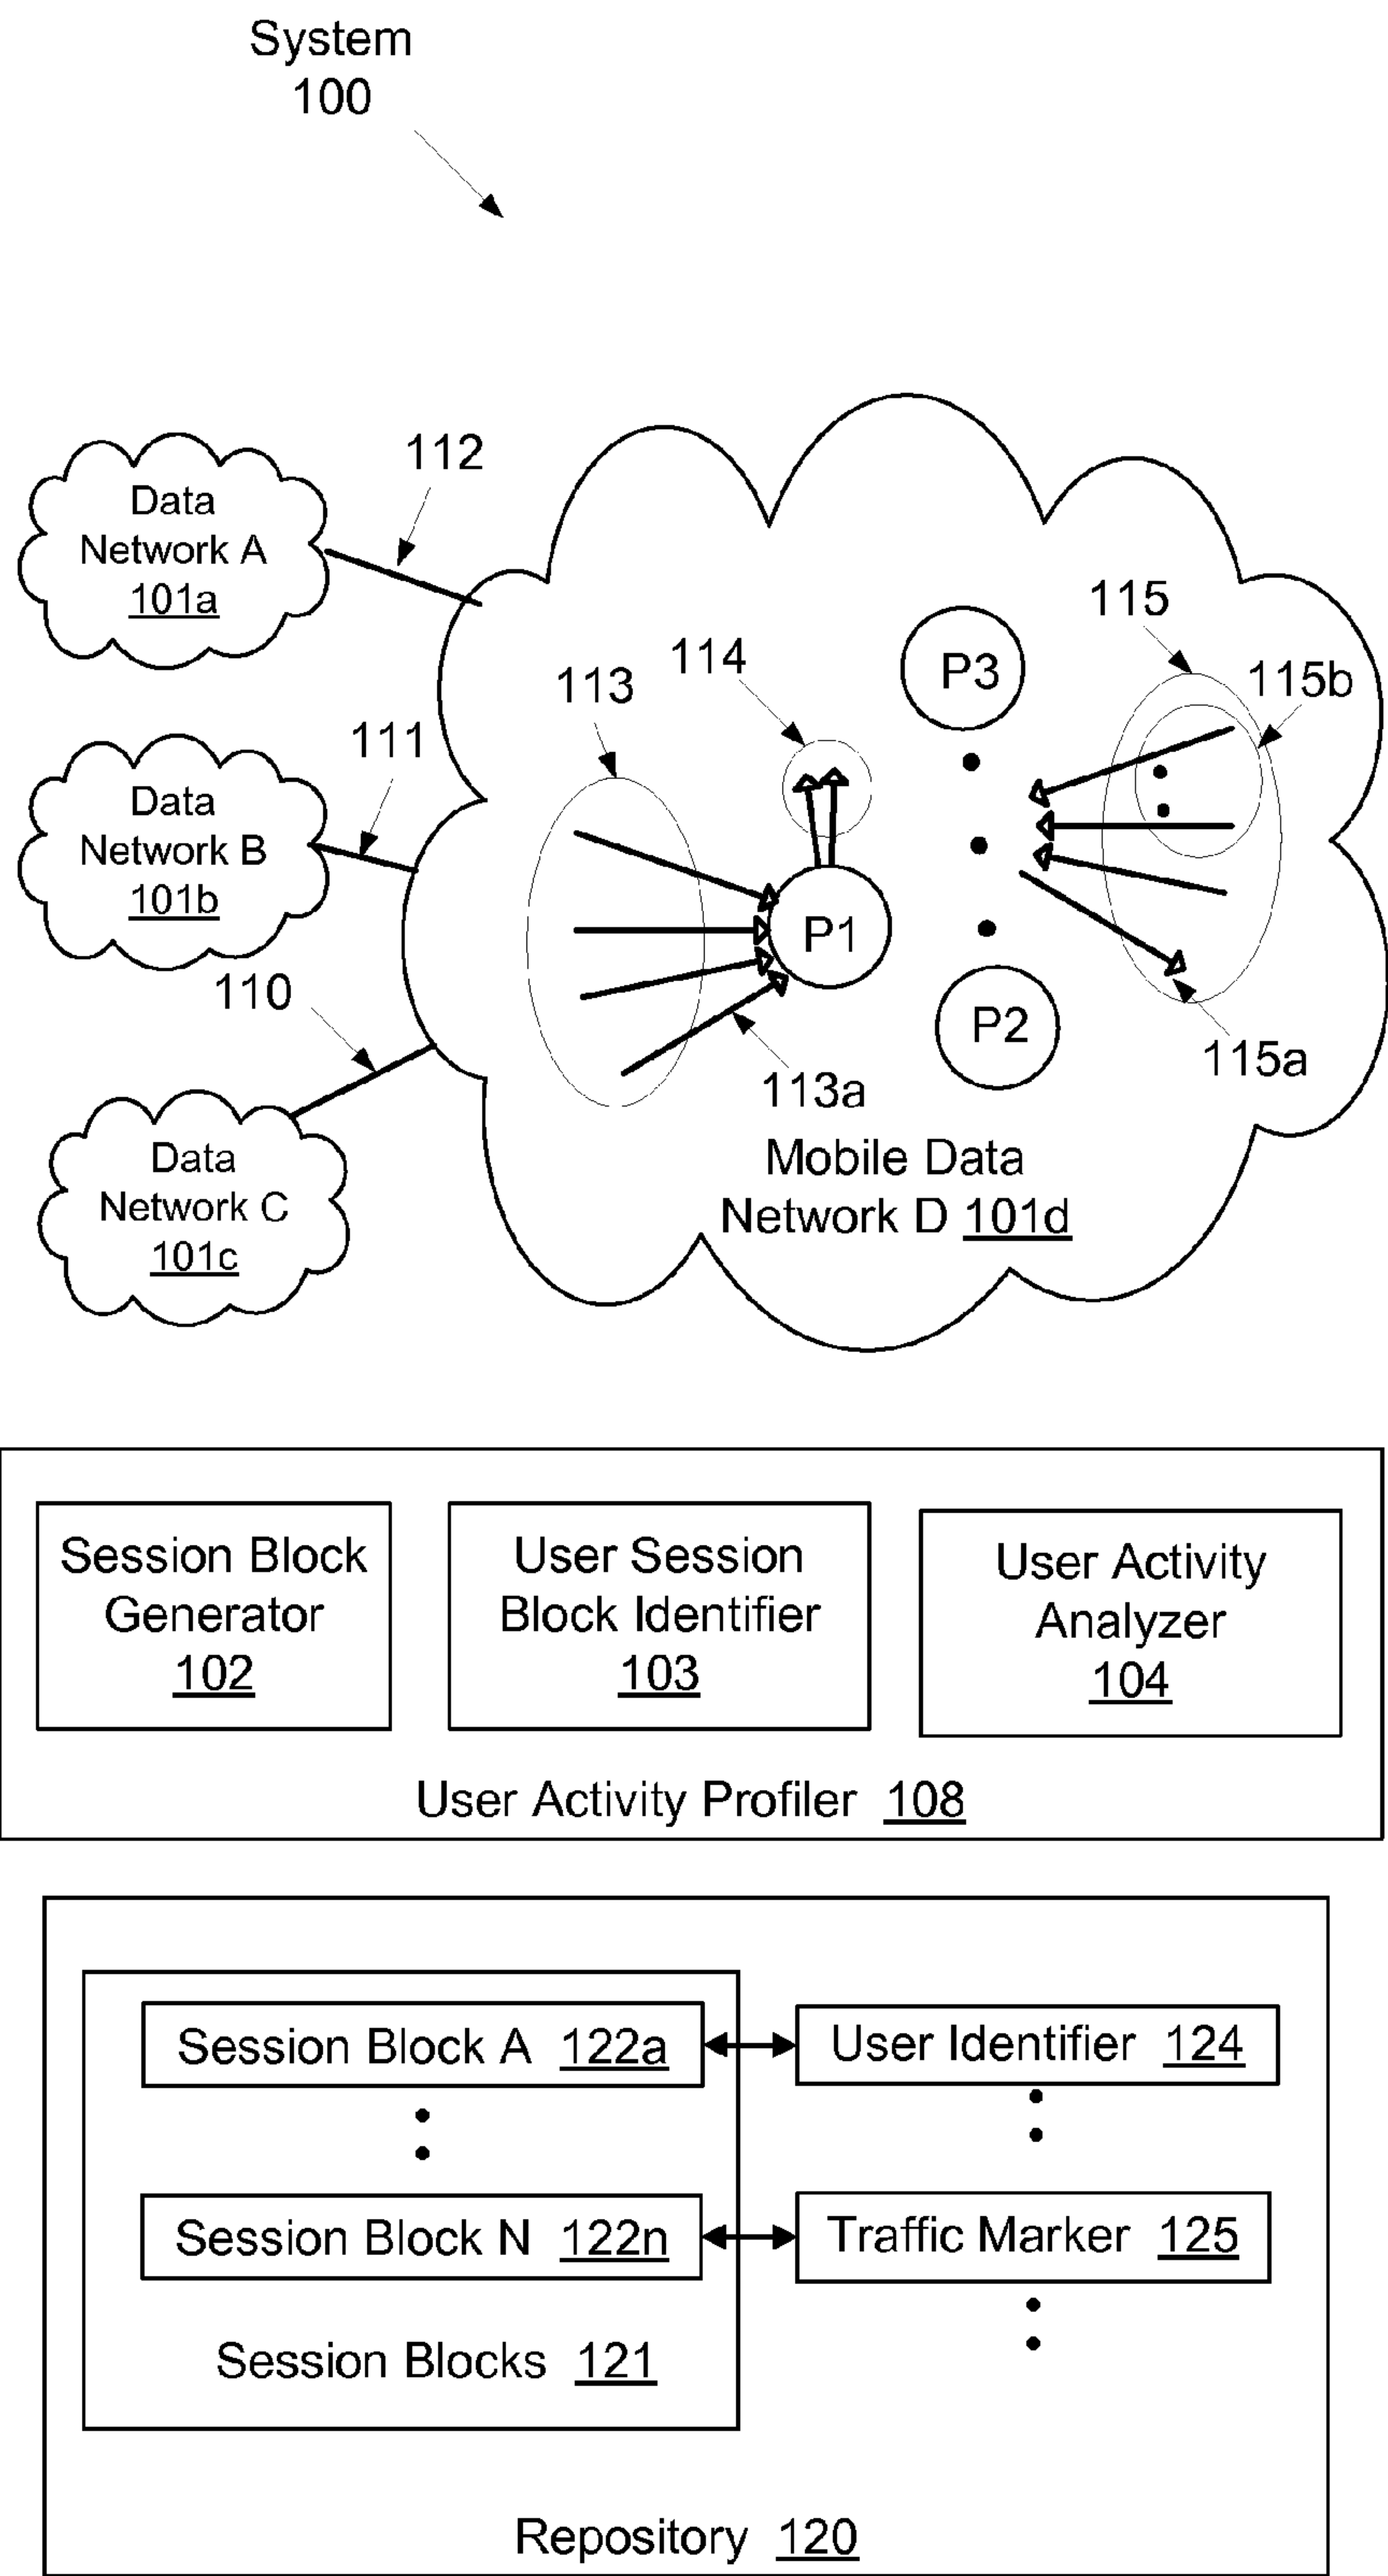 System
100
112
Data
Network A
101a
115
114
115b
P3
113
111
Data
Network B
101b
P1
110
P2
115a
113a
Data
Network C
101c
Mobile Data
Network D 101d
Session Block
Generator
102
User Session
Block Identifier
103
User Activity
Analyzer
104
User Activity Profiler 108
Session Block A 122a
User Identifier 124
Session Block N 122n
Traffic Marker 125
Session Blocks 121
Repository 120